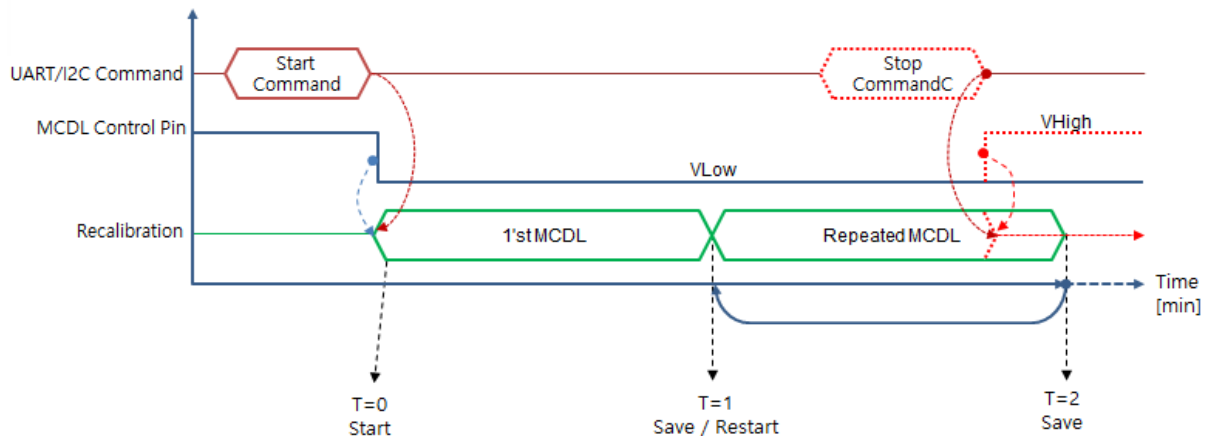 UART/I2C Command
Start
Command
Stop
CommandC
MCDL Control Pin
VHigh
VLow
Recalibration
1'st MCDL
Repeated MCDL
Time
[min]
T=0
Start
T=1
Save / Restart
T=2
Save